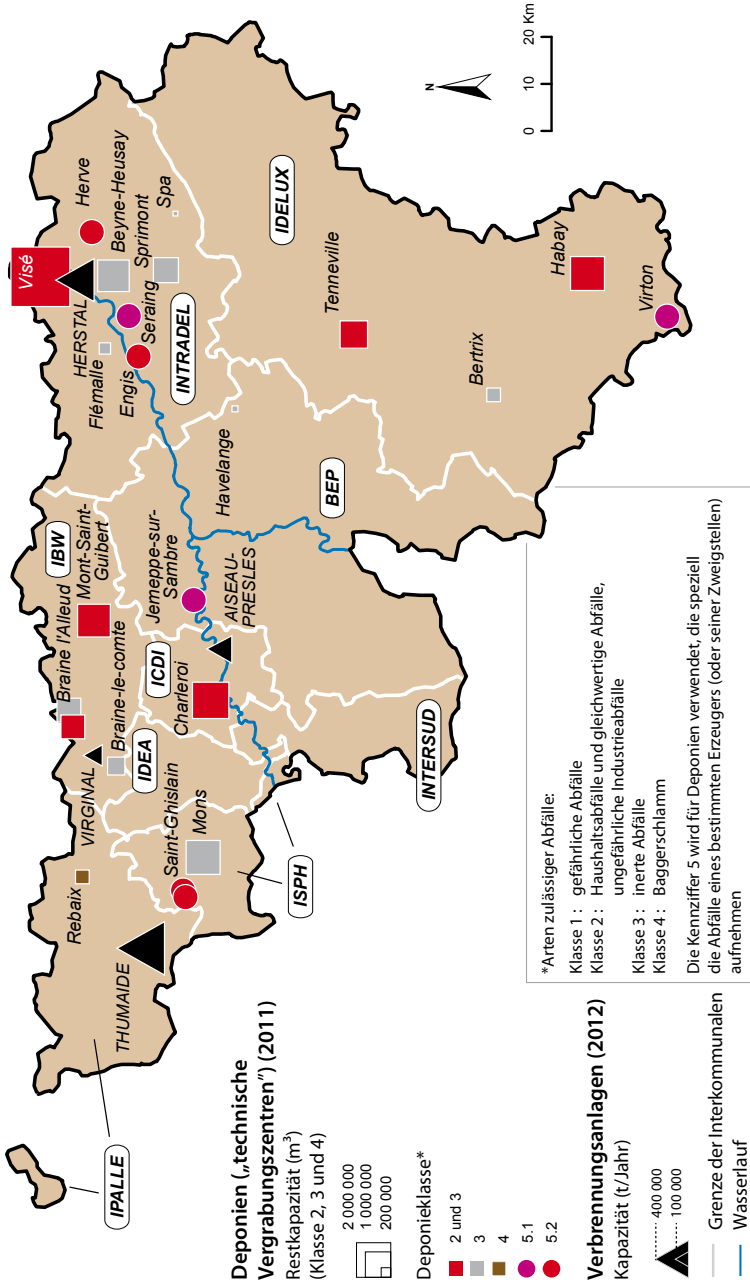 IPALLE
THUMAIDE
Rebaix
VIRGINAL
Braine-le-comte
Braine l'Alleud
IBW
Mont-Saint-
Guibert
IDEA
Saint-Ghislain
Mons
ISPH
ICDI
Charleroi
Jemeppe-sur-
Sambre
AISEAU-
PRESLES
INTERSUD
BEP
Havelange
Visé
HERSTAL
Herve
Beyne-Heusay
Flémalle
Engis
Seraing
Sprimont
Spa
INTRADEL
IDELUX
Tenneville
Bertrix
Habay
Virton
N
0 10 20 Km
Deponien („technische
Vergrabungszentren”) (2011)
Restkapazität (m³)
(Klasse 2, 3 und 4)
2 000 000
1 000 000
200 000
Deponieklasse*
2 und 3
3
4
5.1
5.2
Verbrennungsanlagen (2012)
Kapazität (t/Jahr)
400 000
100 000
Grenze der Interkommunalen
Wasserlauf
*Arten zulässiger Abfälle:
Klasse 1 : gefährliche Abfälle
Klasse 2 : Haushaltsabfälle und gleichwertige Abfälle,
ungefährliche Industrieabfälle
Klasse 3 : inerte Abfälle
Klasse 4 : Baggerschlamm
Die Kennziffer 5 wird für Deponien verwendet, die speziell
die Abfälle eines bestimmten Erzeugers (oder seiner Zweigstellen)
aufnehmen